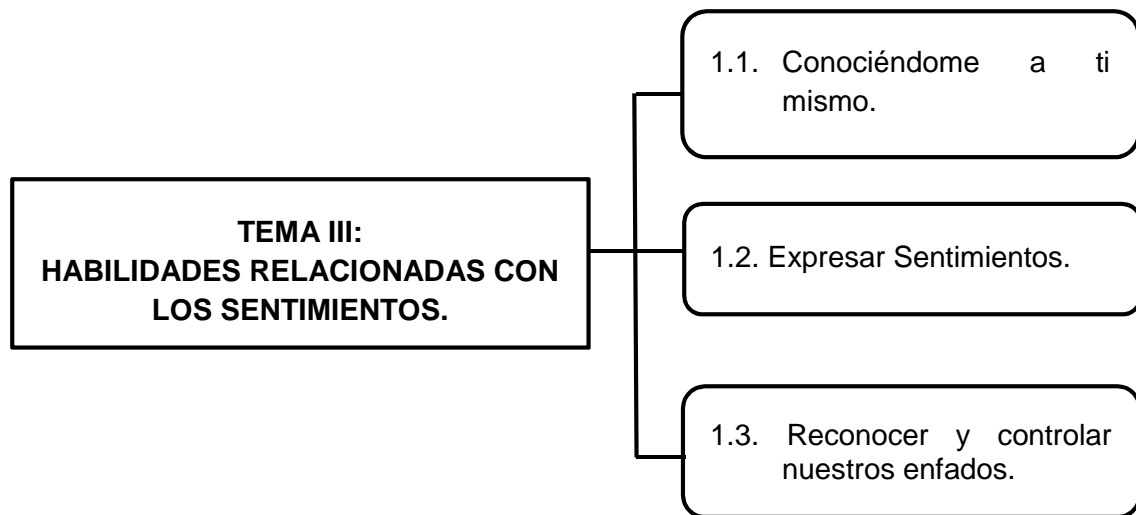 TEMA III:
HABILIDADES RELACIONADAS CON
LOS SENTIMIENTOS.
1.1. Conociéndome a ti
mismo.
1.2. Expresar Sentimientos.
1.3. Reconocer y controlar
nuestros enfados.